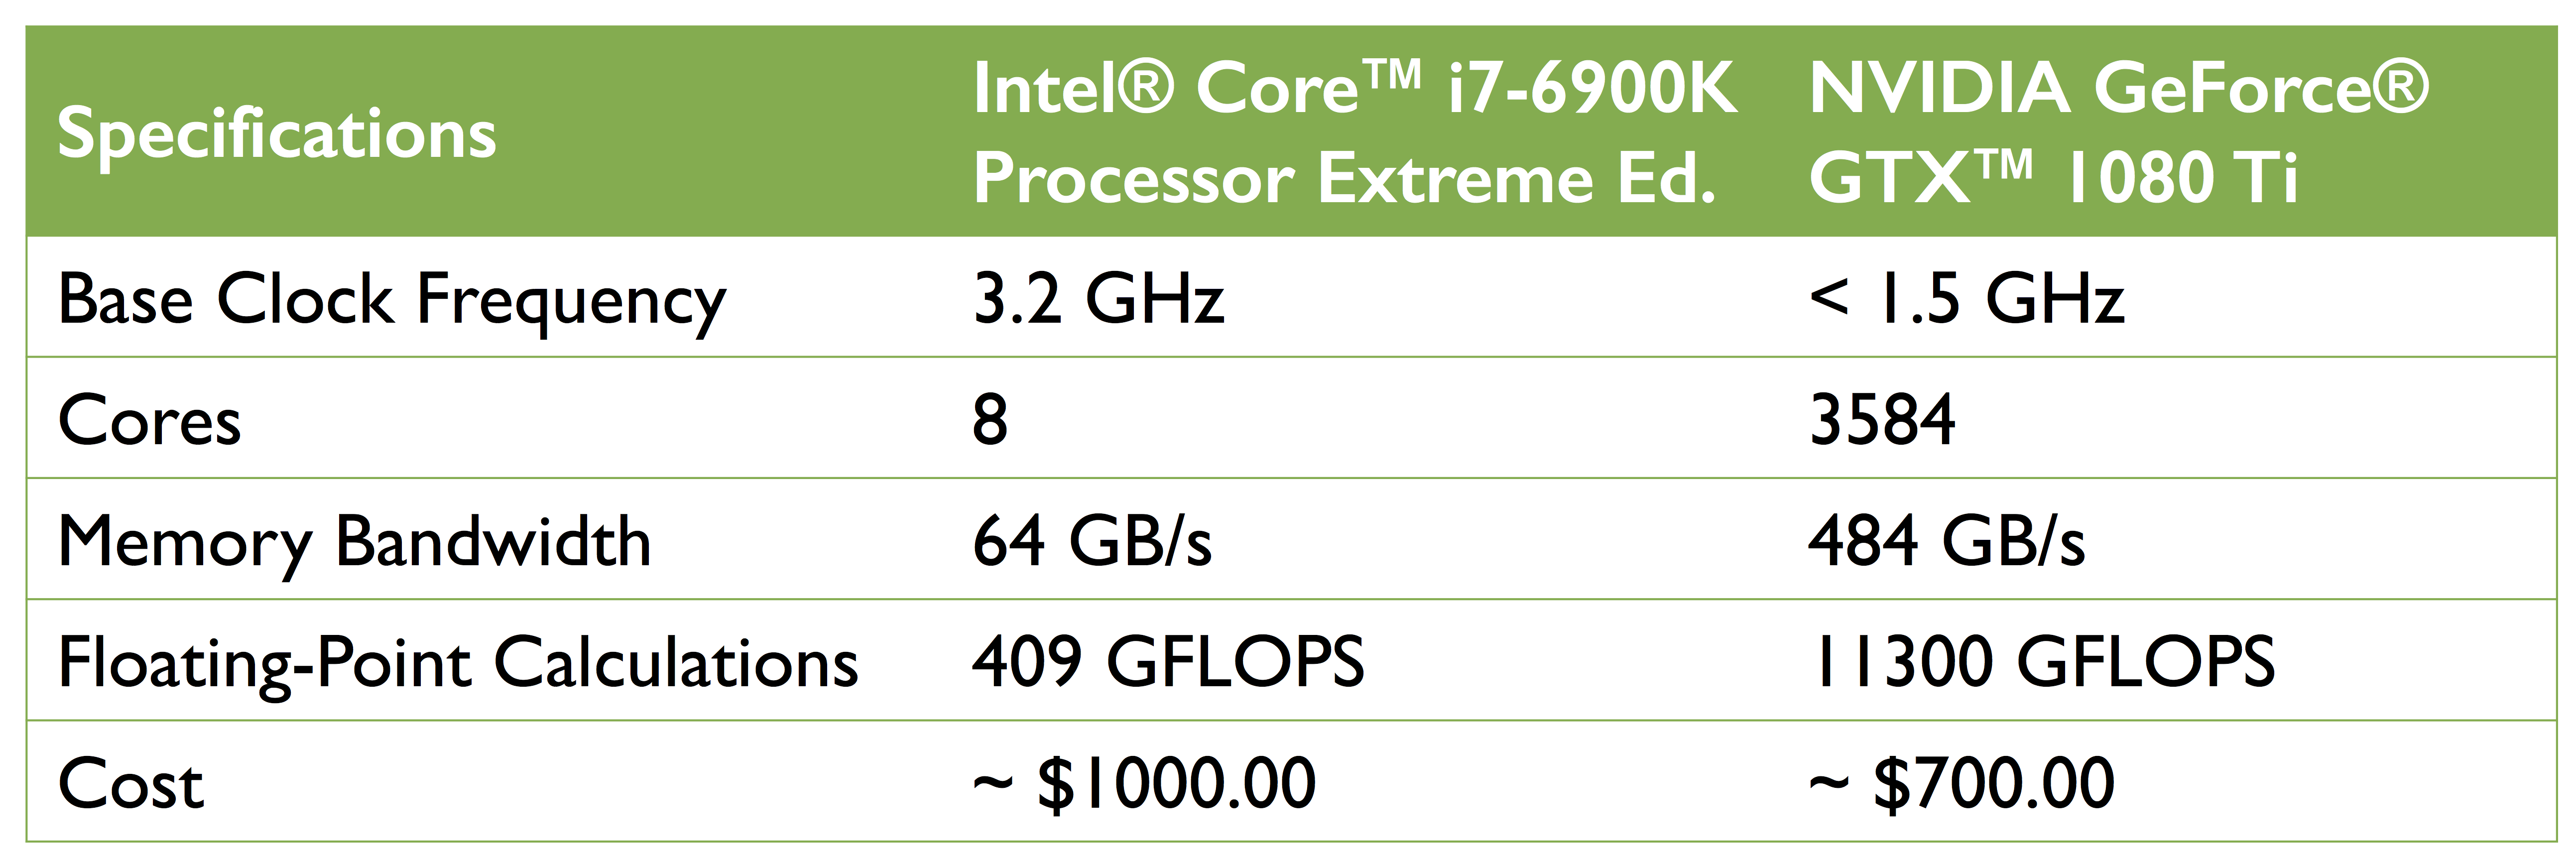 Specifications
Intel® Core™ i7-6900K
Processor Extreme Ed.
NVIDIA GeForce®
GTX™ 1080 Ti
Base Clock Frequency 3.2 GHz < 1.5 GHz
Cores 8 3584
Memory Bandwidth 64 GB/s 484 GB/s
Floating-Point Calculations 409 GFLOPS 11300 GFLOPS
Cost ~ $1000.00 ~ $700.00